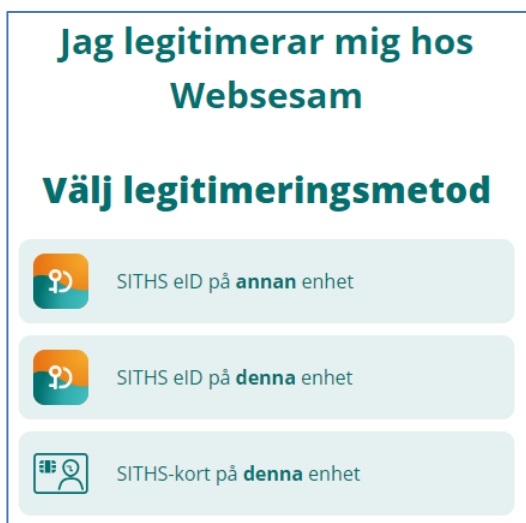 Jag legitimerar mig hos
Websesam
Välj legitimeringsmetod
SITHS eID på annan enhet
SITHS eID på denna enhet
SITHS-kort på denna enhet